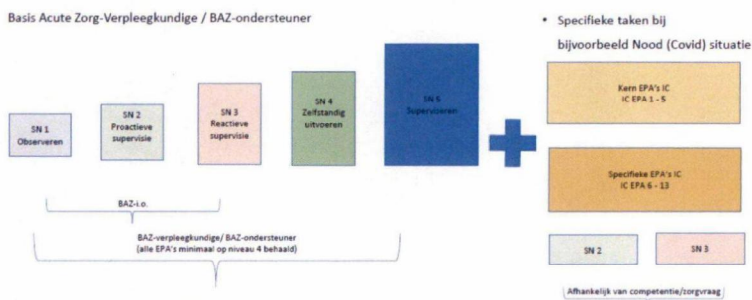 Basis Acute Zorg-Verpleegkundige / BAZ-ondersteuner
SN 1
Observeren
SN 2
Proactieve
supervisie
SN 3
Reactieve
supervisie
SN 4
Zelfstandig
uitvoeren
SN 5
Superviseren
BAZ-i.o.
BAZ-verpleegkundige/ BAZ-ondersteuner
(alle EPA's minimaal op niveau 4 behaald)
• Specifieke taken bij
bijvoorbeeld Nood (Covid) situatie
Kern EPA's IC
IC EPA 1 - 5
Specifieke EPA's IC
IC EPA 6 - 13
SN 2
SN 3
Afhankelijk van competentie/zorgvraag